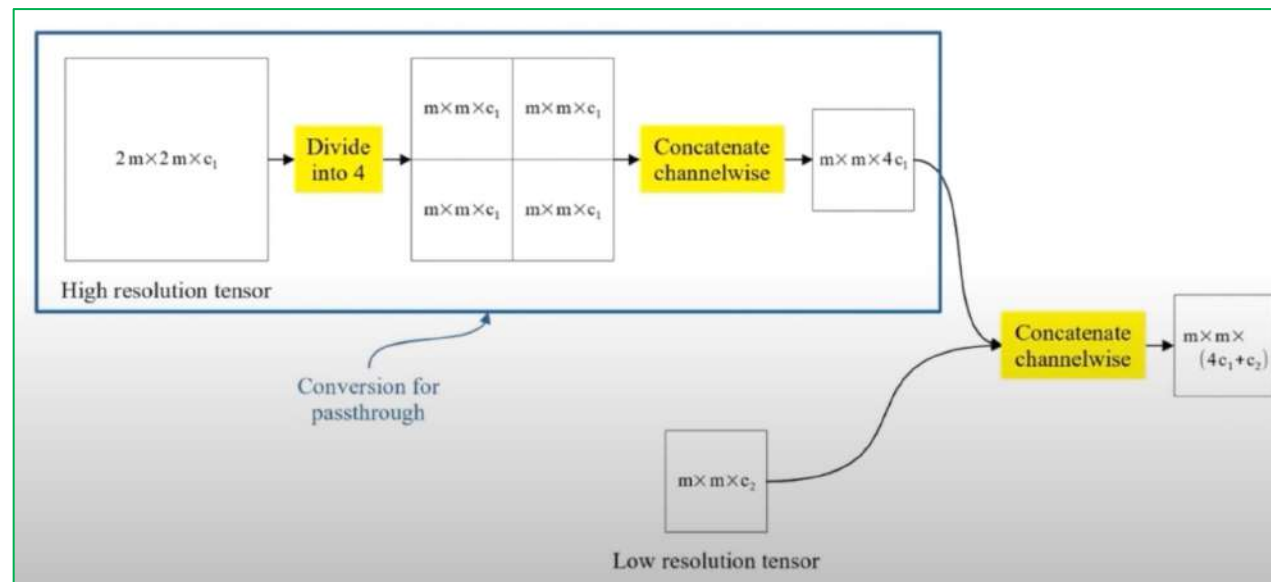 2m×2m×c₁
High resolution tensor
Divide
into 4
m×m×c₁
m×m×c₁
m×m×c₁
m×m×c₁
Concatenate
channelwise
m×m×4c₁
Conversion for
passthrough
m×m×c₂
Low resolution tensor
Concatenate
channelwise
m×m×
(4c₁+c₂)